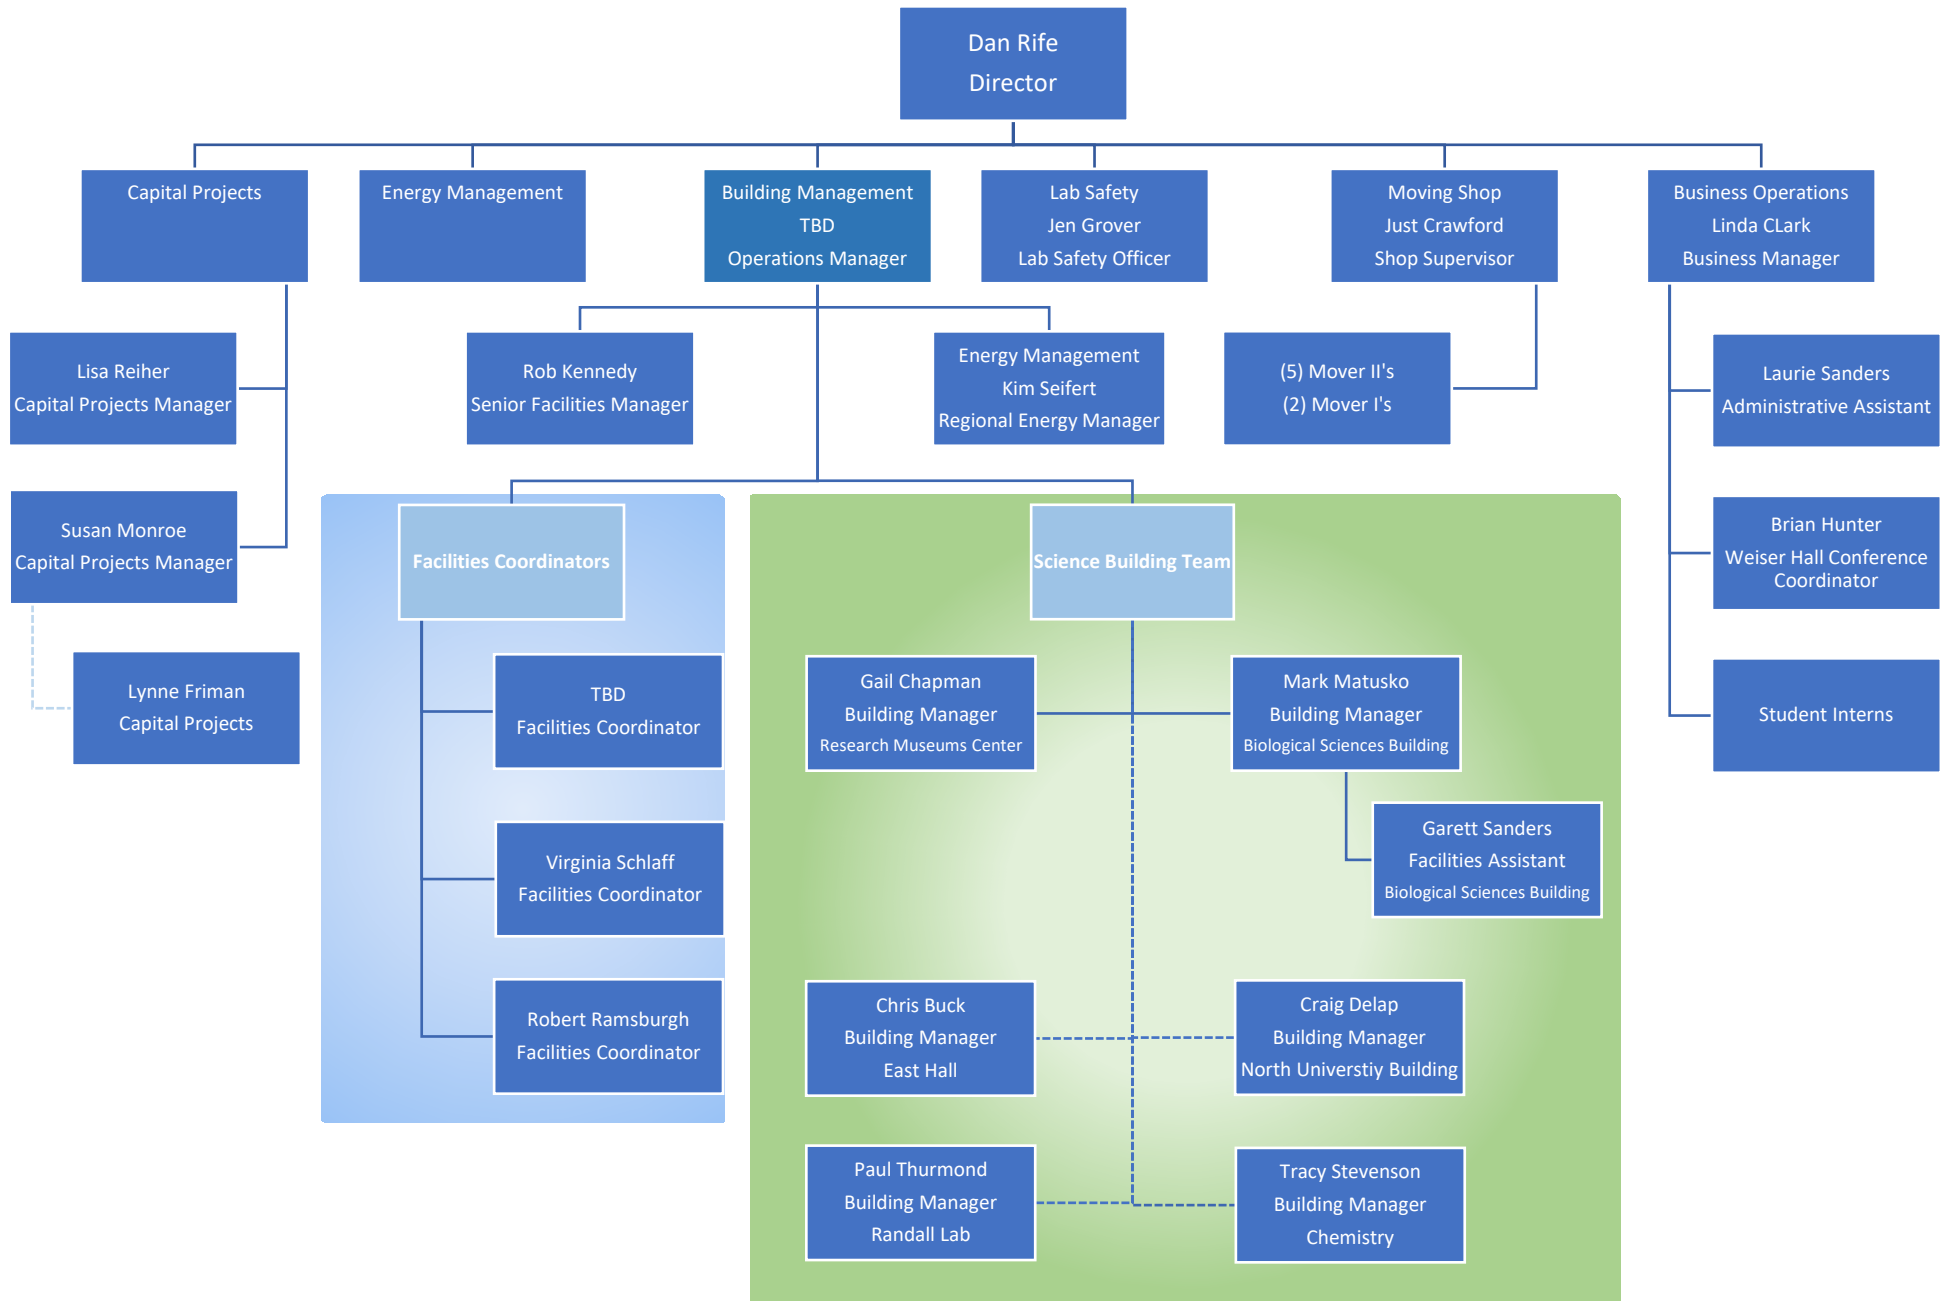 Dan Rife
Director
Capital Projects
Energy Management
Building Management
TBD
Operations Manager
Lab Safety
Jen Grover
Lab Safety Officer
Moving Shop
Just Crawford
Shop Supervisor
Business Operations
Linda CLark
Business Manager
Lisa Reiher
Capital Projects Manager
Rob Kennedy
Senior Facilities Manager
Energy Management
Kim Seifert
Regional Energy Manager
(5) Mover II's
(2) Mover I's
Laurie Sanders
Administrative Assistant
Susan Monroe
Capital Projects Manager
Facilities Coordinators
Science Building Team
Brian Hunter
Weiser Hall Conference
Coordinator
Lynne Friman
Capital Projects
TBD
Facilities Coordinator
Gail Chapman
Building Manager
Research Museums Center
Mark Matusko
Building Manager
Biological Sciences Building
Student Interns
Virginia Schlaff
Facilities Coordinator
Garett Sanders
Facilities Assistant
Biological Sciences Building
Robert Ramsburgh
Facilities Coordinator
Chris Buck
Building Manager
East Hall
Craig Delap
Building Manager
North Universtiy Building
Paul Thurmond
Building Manager
Randall Lab
Tracy Stevenson
Building Manager
Chemistry